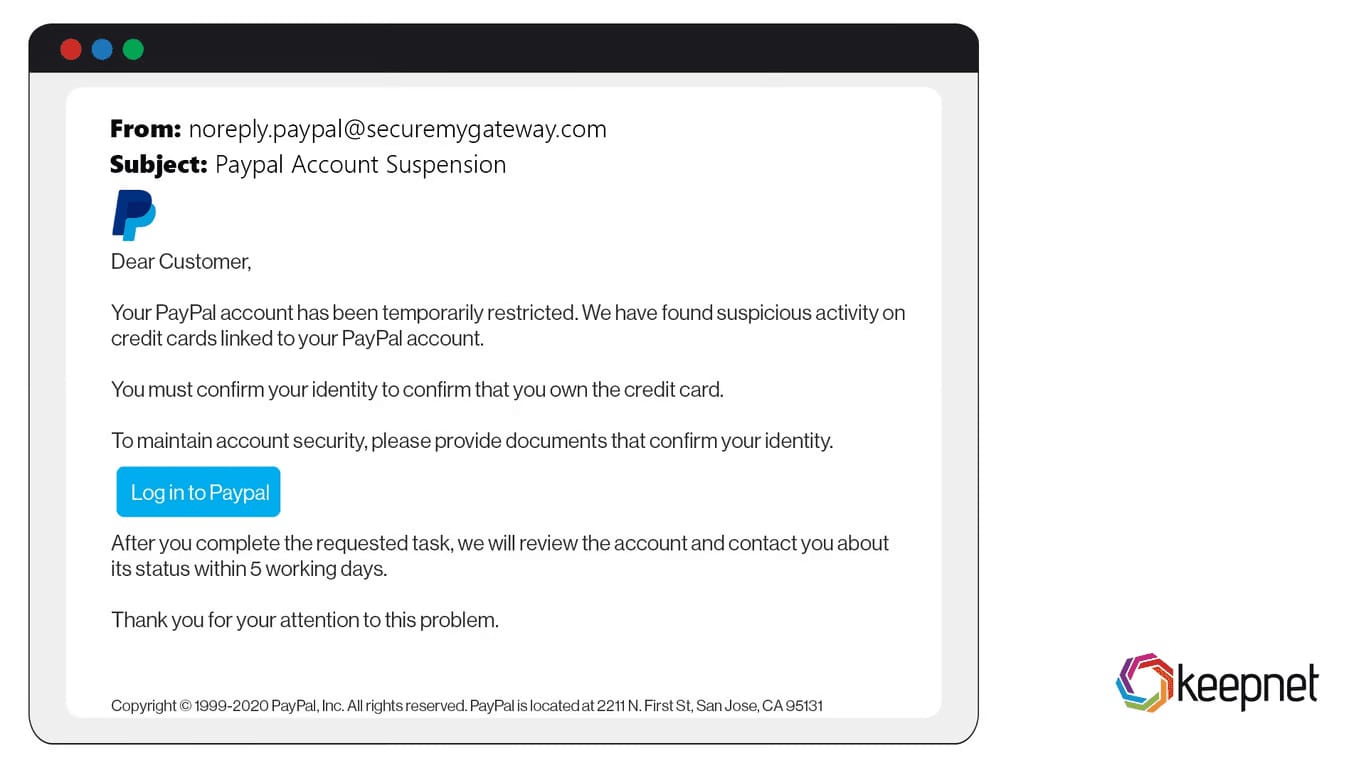 From: noreply.paypal@securemygateway.com
Subject: Paypal Account Suspension
Dear Customer,
Your PayPal account has been temporarily restricted. We have found suspicious activity on
credit cards linked to your PayPal account.
You must confirm your identity to confirm that you own the credit card.
To maintain account security, please provide documents that confirm your identity.
Log in to Paypal
After you complete the requested task, we will review the account and contact you about
its status within 5 working days.
Thank you for your attention to this problem.
Copyright © 1999-2020 PayPal, Inc. All rights reserved. PayPal is located at 2211 N. First St, San Jose, CA 95131
keepnet